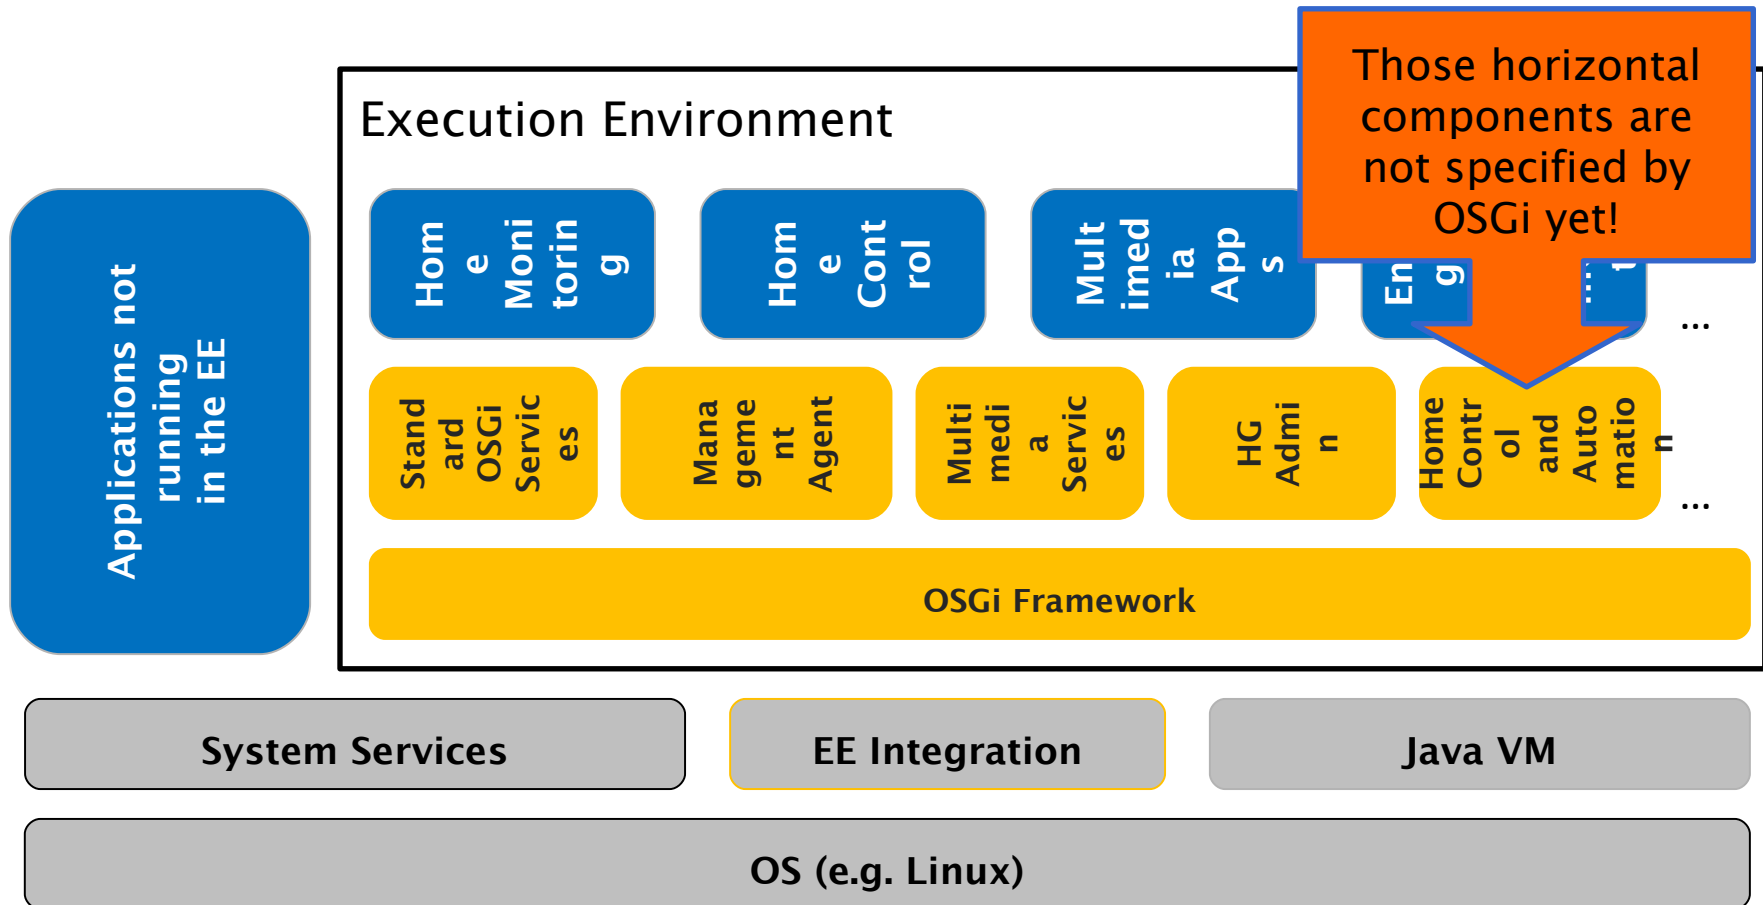 Those horizontal
components are
not specified by
OSGi yet!
Execution Environment
Applications not
running
in the EE
Hom
e
Moni
torin
g
Hom
e
Cont
rol
Mult
imed
ia
App
s
En
g
t
...
Stand
ard
OSGi
Servic
es
Mana
geme
nt
Agent
Multi
medi
a
Servic
es
HG
Admi
n
Home
Contr
ol
and
Auto
matio
n
...
OSGi Framework
System Services
EE Integration
Java VM
OS (e.g. Linux)